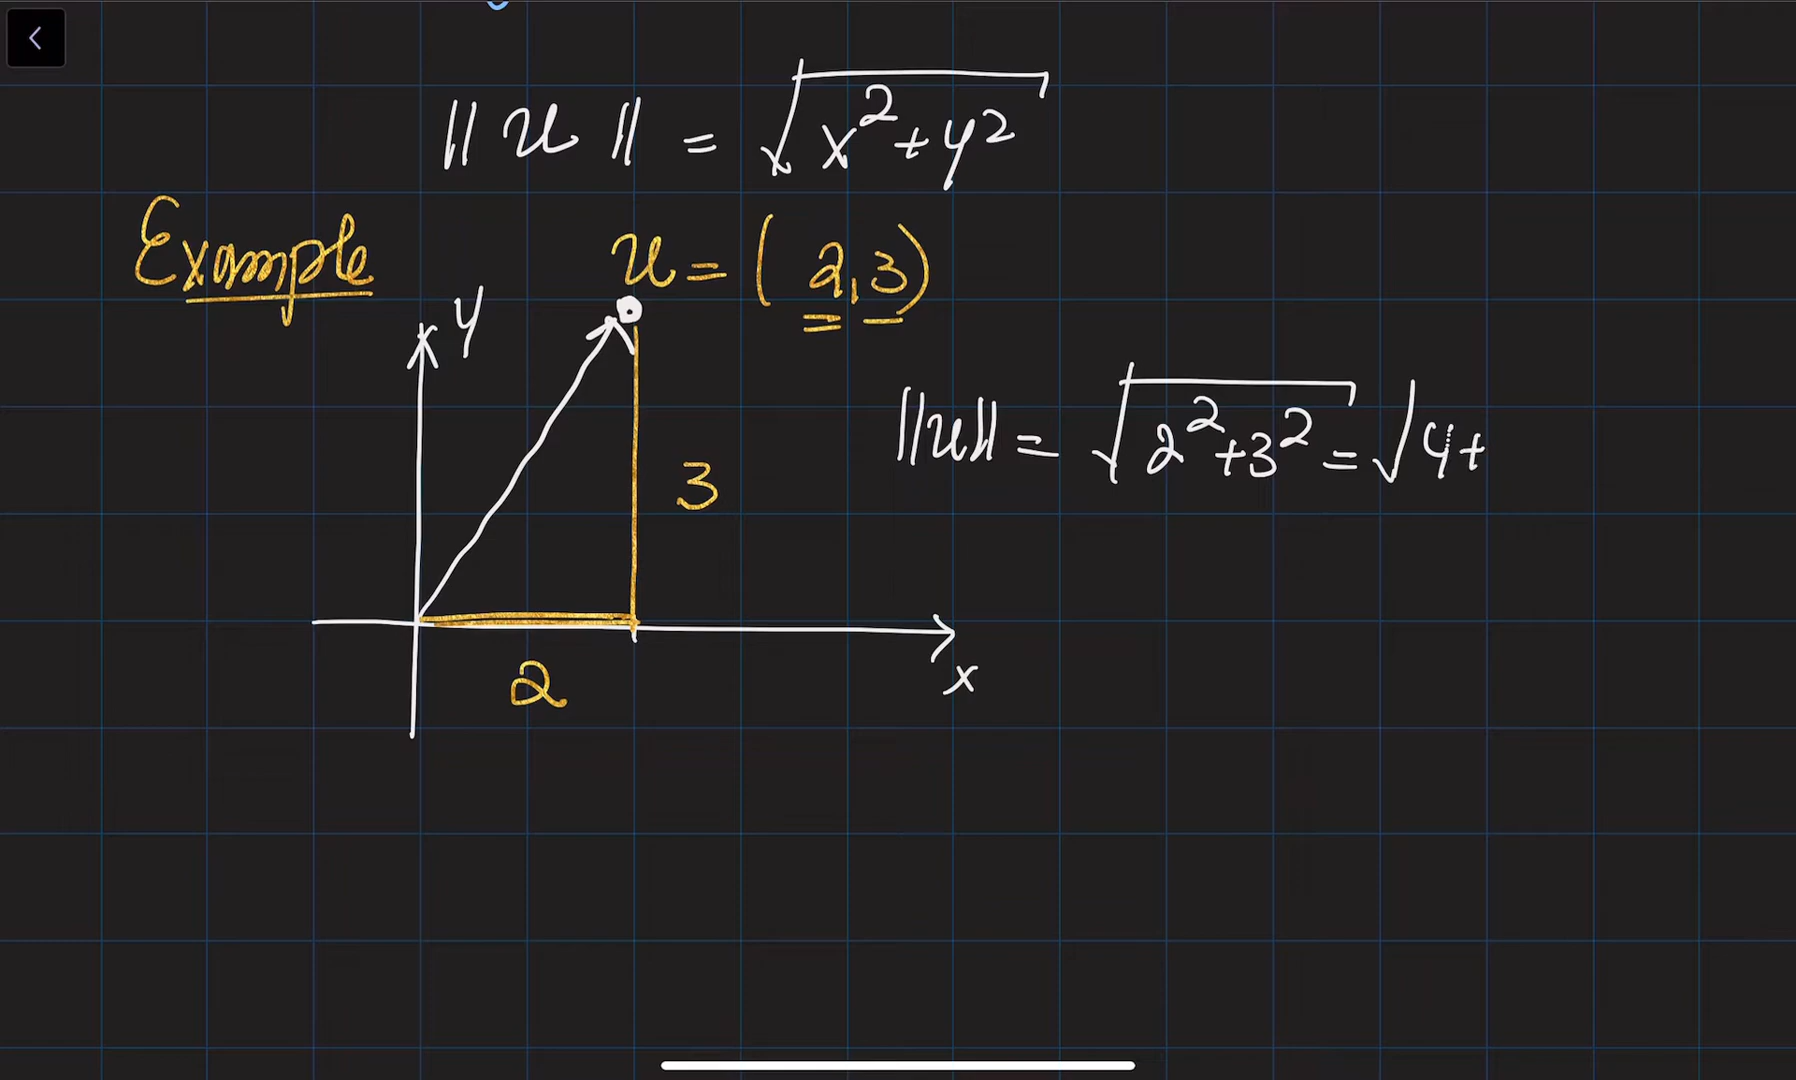 ||u|| = √x²+y²
Example
u = (2,3)
y
||u|| = √2²+3² = √4+
3
2
x